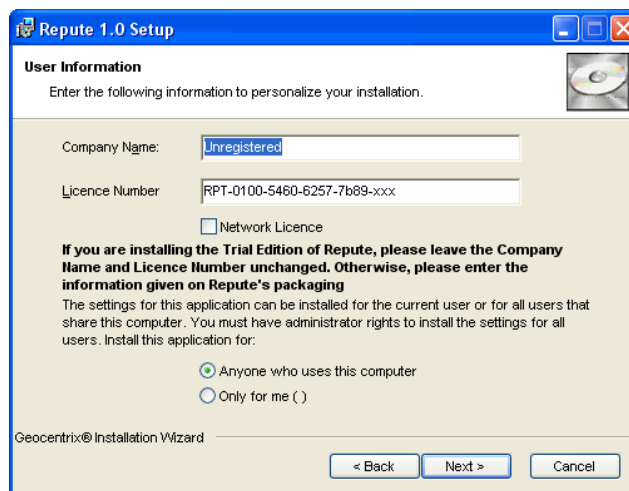 Repute 1.0 Setup
User Information
Enter the following information to personalize your installation.
Company Name:
Unregistered
Licence Number
RPT-0100-5460-6257-7b89-xxx
Network Licence
If you are installing the Trial Edition of Repute, please leave the Company
Name and Licence Number unchanged. Otherwise, please enter the
information given on Repute's packaging
The settings for this application can be installed for the current user or for all users that
share this computer. You must have administrator rights to install the settings for all
users. Install this application for:
Anyone who uses this computer
Only for me ( )
Geocentrix® Installation Wizard
< Back
Next >
Cancel